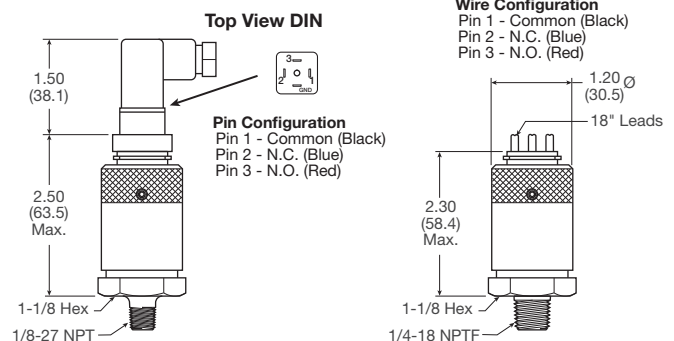 Top View DIN
3
2
1
GND
1.50
(38.1)
Pin Configuration
Pin 1 - Common (Black)
Pin 2 - N.C. (Blue)
Pin 3 - N.O. (Red)
2.50
(63.5)
Max.
1-1/8 Hex
1/8-27 NPT
Wire Configuration
Pin 1 - Common (Black)
Pin 2 - N.C. (Blue)
Pin 3 - N.O. (Red)
1.20 Ø
(30.5)
18" Leads
2.30
(58.4)
Max.
1-1/8 Hex
1/4-18 NPTF